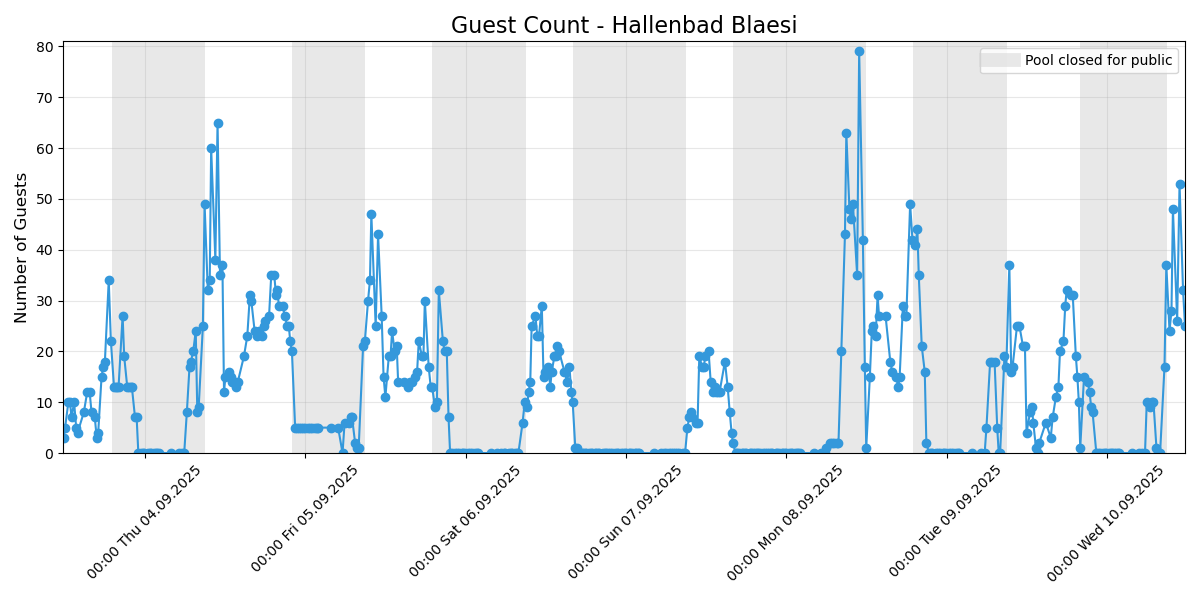 Guest Count - Hallenbad Blaesi
Pool closed for public
Number of Guests
80
70
60
50
40
30
20
10
0
00:00 Thu 04.09.2025
00:00 Fri 05.09.2025
00:00 Sat 06.09.2025
00:00 Sun 07.09.2025
00:00 Mon 08.09.2025
00:00 Tue 09.09.2025
00:00 Wed 10.09.2025